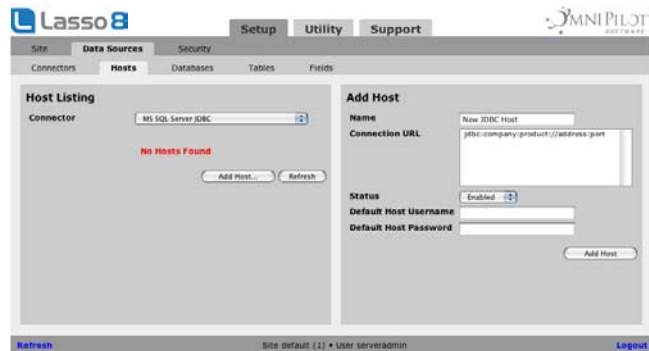 Lasso 8
Setup Utility Support
OMNIPILOT
SOFTWARE
Site Data Sources Security
Connectors Hosts Databases Tables Fields
Host Listing
Connector MS SQL Server JDBC
No Hosts Found
Add Host... Refresh
Add Host
Name New JDBC Host
Connection URL jdbc:company:product://address:port
Status Enabled
Default Host Username
Default Host Password
Add Host
Refresh Site default (1) • User serveradmin Logout